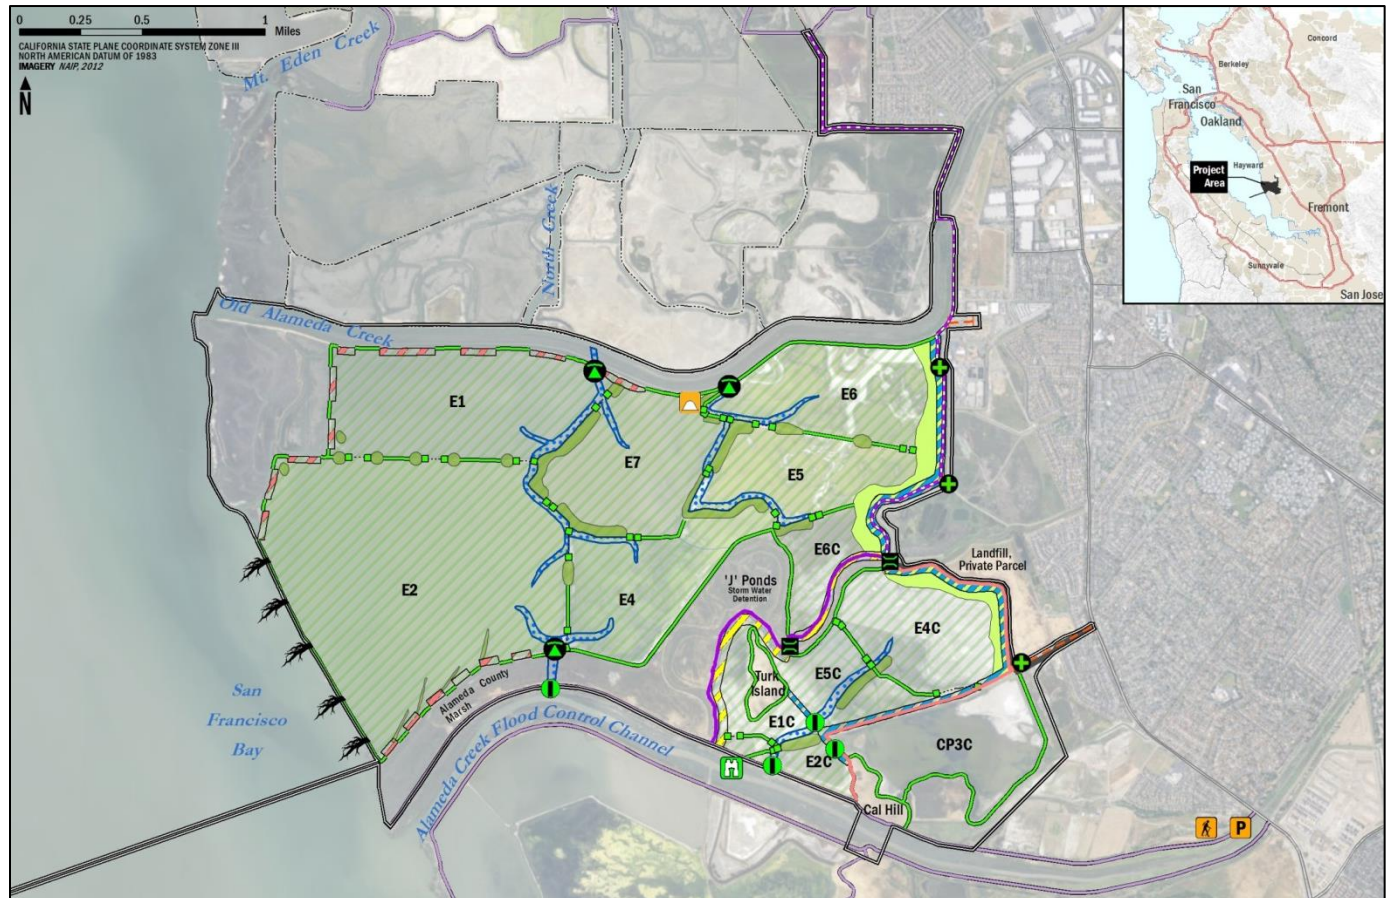 0 0.25 0.5 1
Miles
CALIFORNIA STATE PLANE COORDINATE SYSTEM ZONE III
NORTH AMERICAN DATUM OF 1983
IMAGERY NAIP, 2012
N
Mt. Eden Creek
North Creek
Old Alameda Creek
Concord
Berkeley
San
Francisco
Oakland
Hayward
Project
Area
Fremont
Sunnyvale
San Jose
E1
E6
E7
E5
E2
E4
E6C
Landfill,
Private Parcel
'J' Ponds
Storm Water
Detention
E4C
E5C
Turk
Island
E1C
E2C
CP3C
Cal Hill
Alameda County
Marsh
San
Francisco
Bay
Alameda Creek Flood Control Channel
P